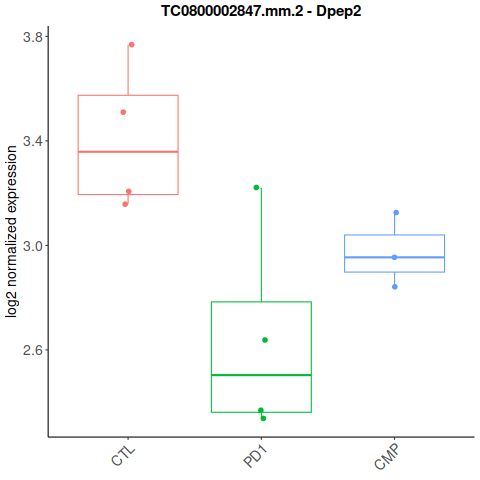 TC0800002847.mm.2 - Dpep2
log2 normalized expression
3.8
3.4
3.0
2.6
CTL
PD1
CMP